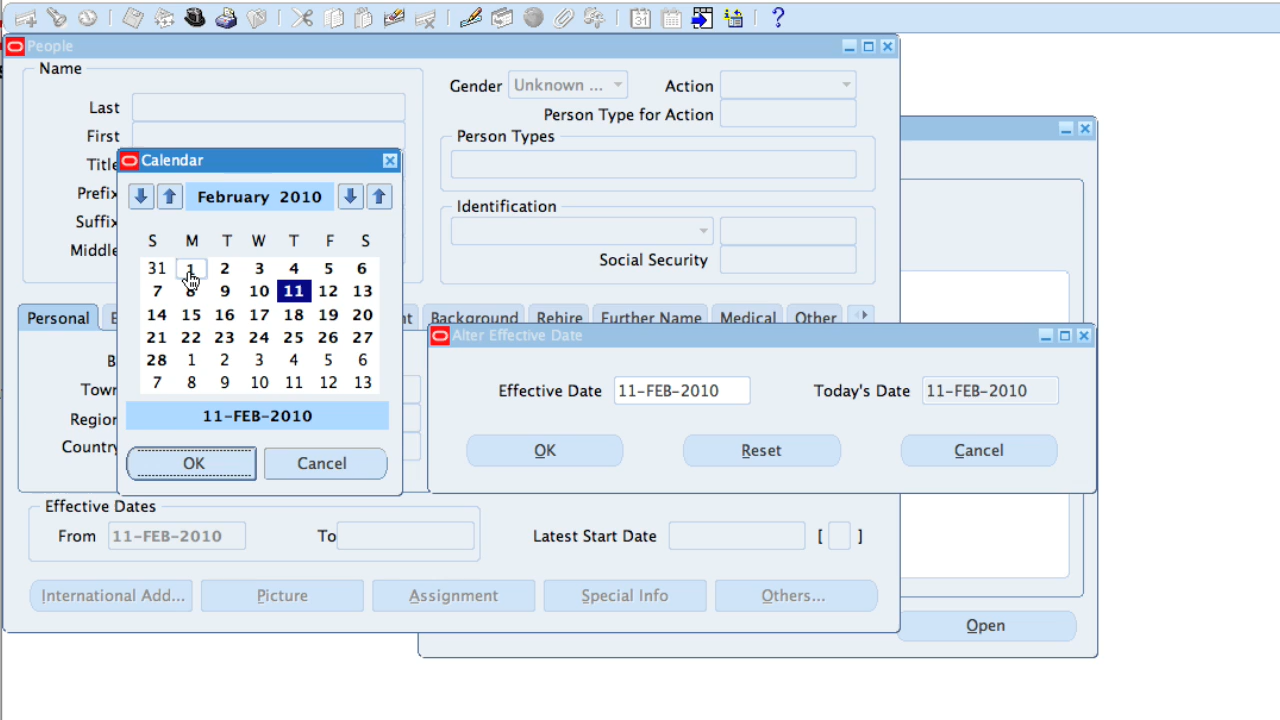 People
Name
Last
First
Title
Prefix
Suffix
Middle
Gender
Unknown ...
Action
Person Type for Action
Person Types
Identification
Social Security
Calendar
February 2010
S M T W T F S
31 1 2 3 4 5 6
7 8 9 10 11 12 13
14 15 16 17 18 19 20
21 22 23 24 25 26 27
28 1 2 3 4 5 6
7 8 9 10 11 12 13
11-FEB-2010
OK
Cancel
Personal
Background
Rehire
Further Name
Medical
Other
Town
Region
Country
Alter Effective Date
Effective Date 11-FEB-2010
Today's Date 11-FEB-2010
OK
Reset
Cancel
Effective Dates
From 11-FEB-2010
To
Latest Start Date
[ ]
International Add...
Picture
Assignment
Special Info
Others...
Open